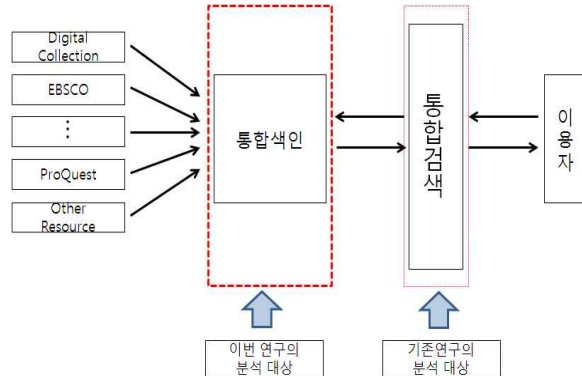 Digital
Collection
EBSCO
⋮
ProQuest
Other
Resource
통합색인
통합검색
이용자
이번 연구의
분석 대상
기존연구의
분석 대상